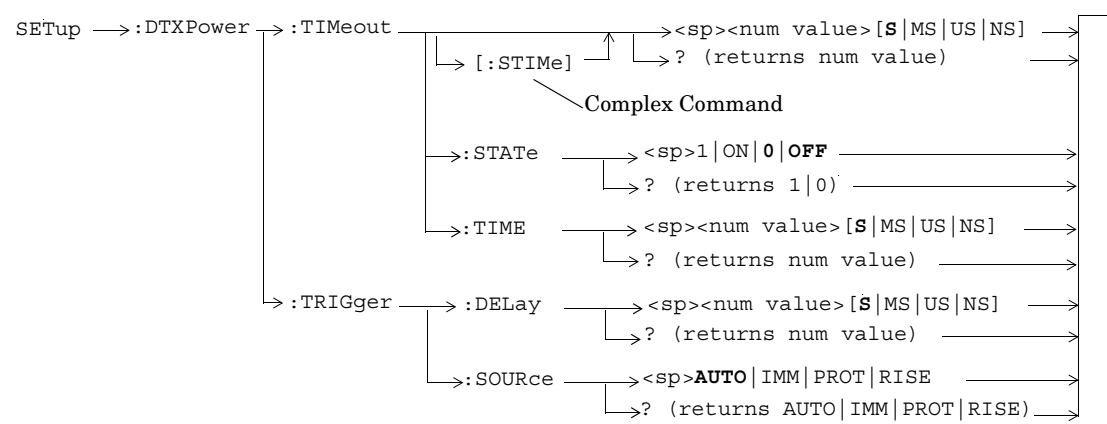 SETup :DTXPower :TIMeout <sp><num value>[S|MS|US|NS]
[:STIMe] ? (returns num value)
Complex Command
:STATe <sp>1|ON|0|OFF
? (returns 1|0)
:TIME <sp><num value>[S|MS|US|NS]
? (returns num value)
:TRIGger :DELay <sp><num value>[S|MS|US|NS]
? (returns num value)
:SOURce <sp>AUTO|IMM|PROT|RISE
? (returns AUTO|IMM|PROT|RISE)